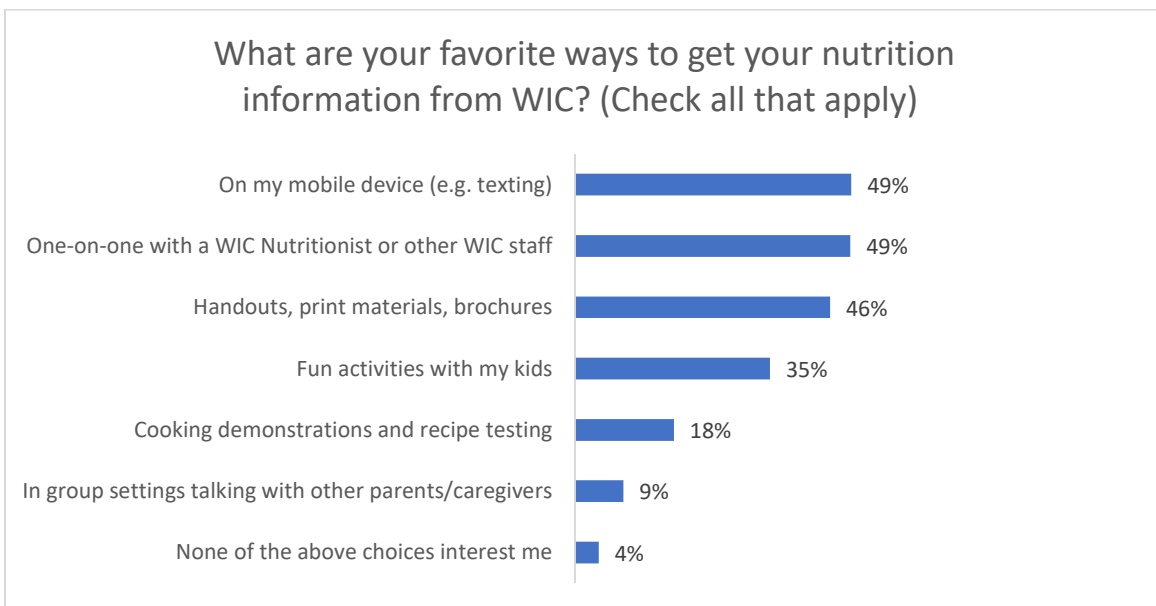 What are your favorite ways to get your nutrition
information from WIC? (Check all that apply)
On my mobile device (e.g. texting) 49%
One-on-one with a WIC Nutritionist or other WIC staff 49%
Handouts, print materials, brochures 46%
Fun activities with my kids 35%
Cooking demonstrations and recipe testing 18%
In group settings talking with other parents/caregivers 9%
None of the above choices interest me 4%